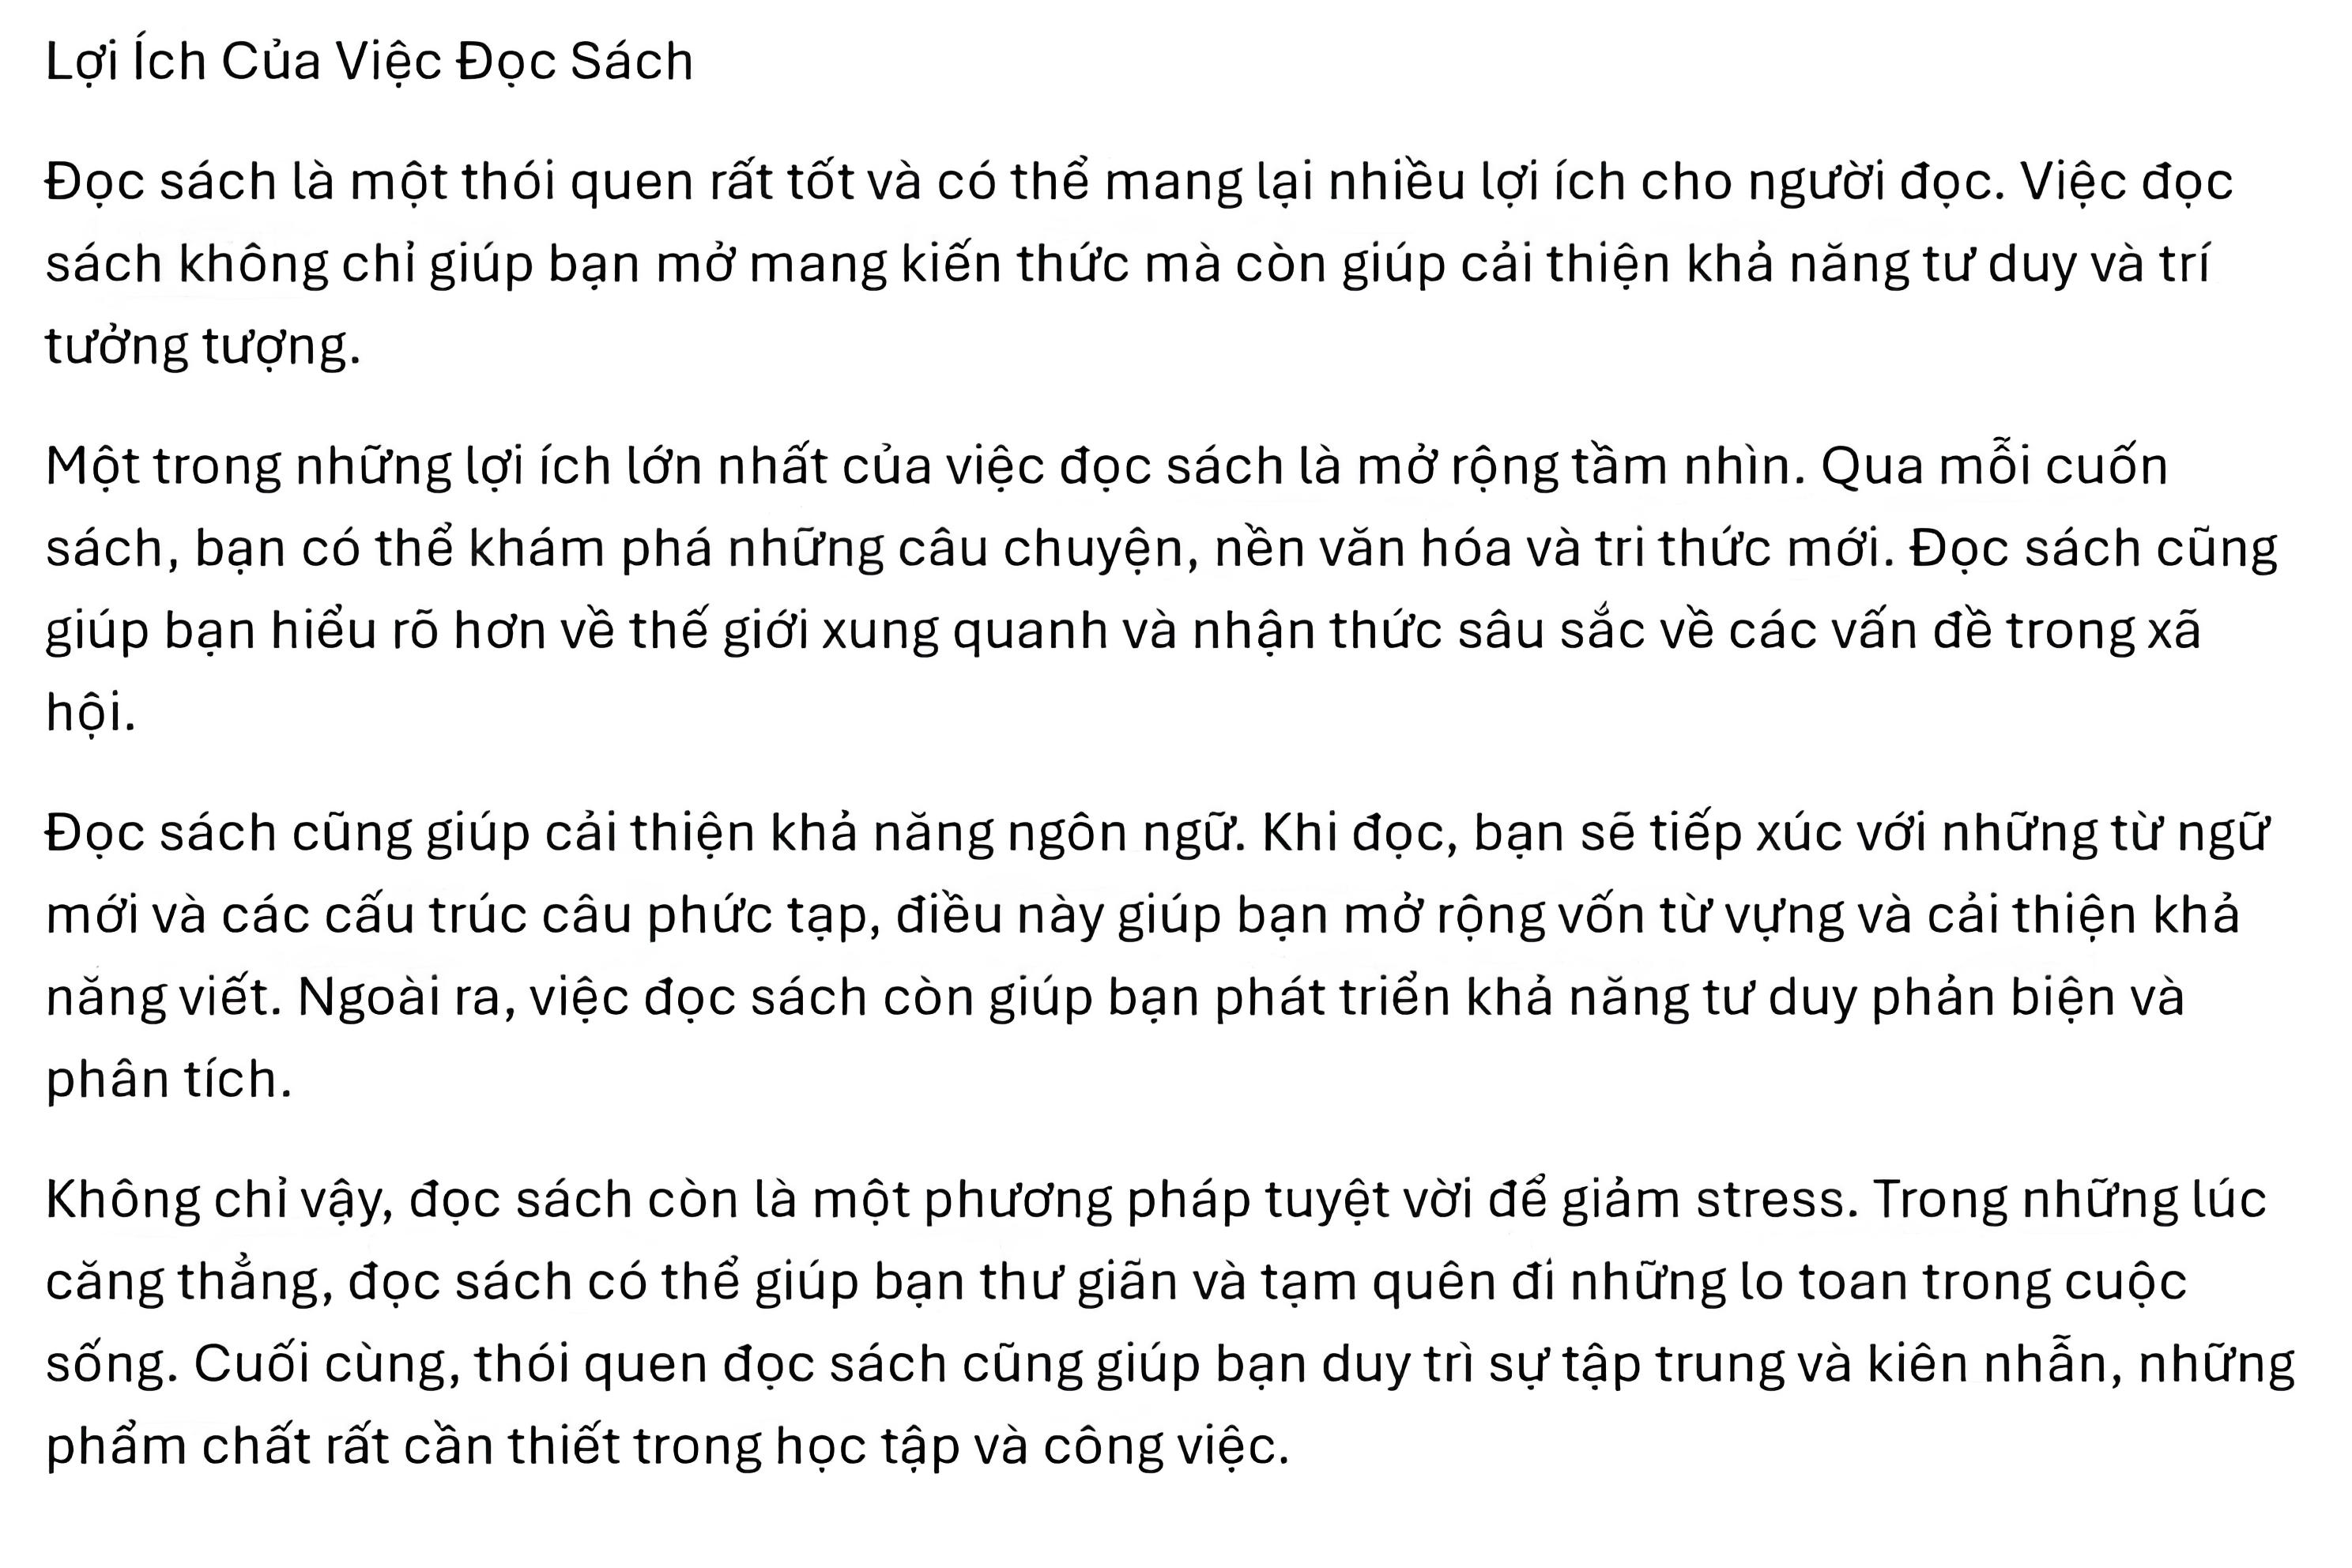 Lợi Ích Của Việc Đọc Sách
Đọc sách là một thói quen rất tốt và có thể mang lại nhiều lợi ích cho người đọc. Việc đọc
sách không chỉ giúp bạn mở mang kiến thức mà còn giúp cải thiện khả năng tư duy và trí
tưởng tượng.
Một trong những lợi ích lớn nhất của việc đọc sách là mở rộng tầm nhìn. Qua mỗi cuốn
sách, bạn có thể khám phá những câu chuyện, nền văn hóa và tri thức mới. Đọc sách cũng
giúp bạn hiểu rõ hơn về thế giới xung quanh và nhận thức sâu sắc về các vấn đề trong xã
hội.
Đọc sách cũng giúp cải thiện khả năng ngôn ngữ. Khi đọc, bạn sẽ tiếp xúc với những từ ngữ
mới và các cấu trúc câu phức tạp, điều này giúp bạn mở rộng vốn từ vựng và cải thiện khả
năng viết. Ngoài ra, việc đọc sách còn giúp bạn phát triển khả năng tư duy phản biện và
phân tích.
Không chỉ vậy, đọc sách còn là một phương pháp tuyệt vời để giảm stress. Trong những lúc
căng thẳng, đọc sách có thể giúp bạn thư giãn và tạm quên đi những lo toan trong cuộc
sống. Cuối cùng, thói quen đọc sách cũng giúp bạn duy trì sự tập trung và kiên nhẫn, những
phẩm chất rất cần thiết trong học tập và công việc.